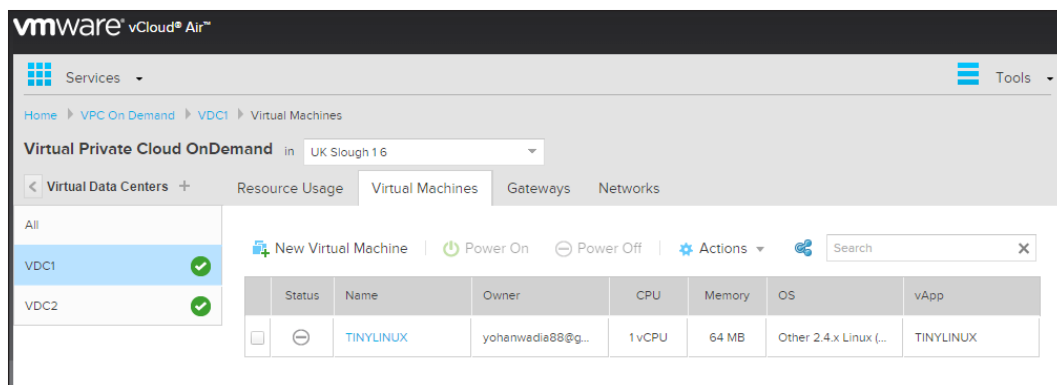 vmware vCloud® Air™
Services Tools
Home VPC On Demand VDC1 Virtual Machines
Virtual Private Cloud OnDemand in UK Slough 1 6
< Virtual Data Centers + Resource Usage Virtual Machines Gateways Networks
All
New Virtual Machine Power On Power Off Actions Search
VDC1
VDC2
Status Name Owner CPU Memory OS vApp
TINYLINUX yohanwadia88@g... 1 vCPU 64 MB Other 2.4.x Linux (... TINYLINUX